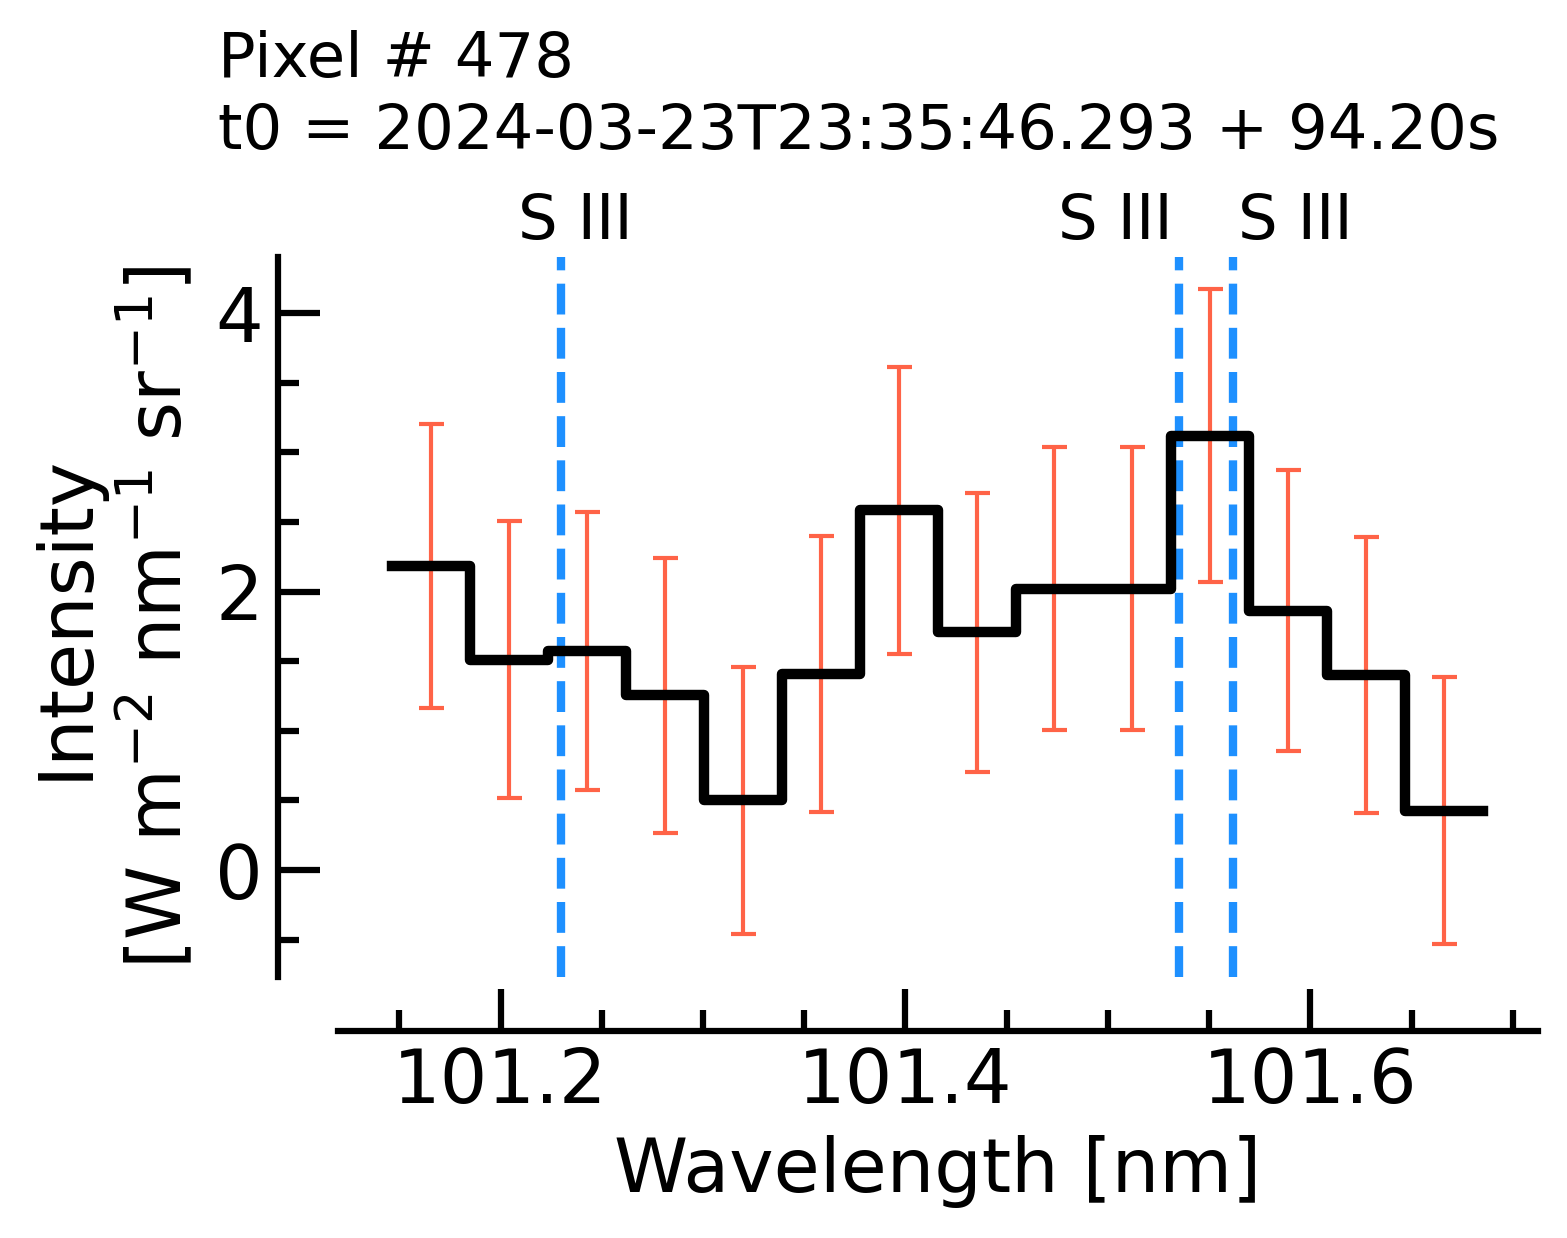 Pixel # 478
t0 = 2024-03-23T23:35:46.293 + 94.20s
S III S III S III
Intensity
[W m⁻² nm⁻¹ sr⁻¹]
4
2
0
101.2 101.4 101.6
Wavelength [nm]